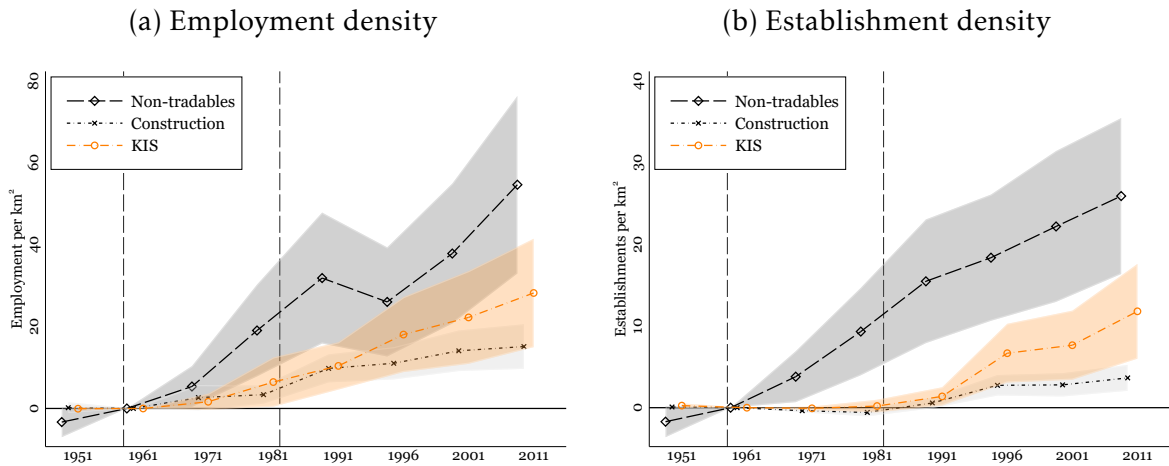 (a) Employment density
80
60
40
20
0
Employment per km²
Non-tradables
Construction
KIS
1951 1961 1971 1981 1991 1996 2001 2011
(b) Establishment density
40
30
20
10
0
Establishments per km²
Non-tradables
Construction
KIS
1951 1961 1971 1981 1991 1996 2001 2011